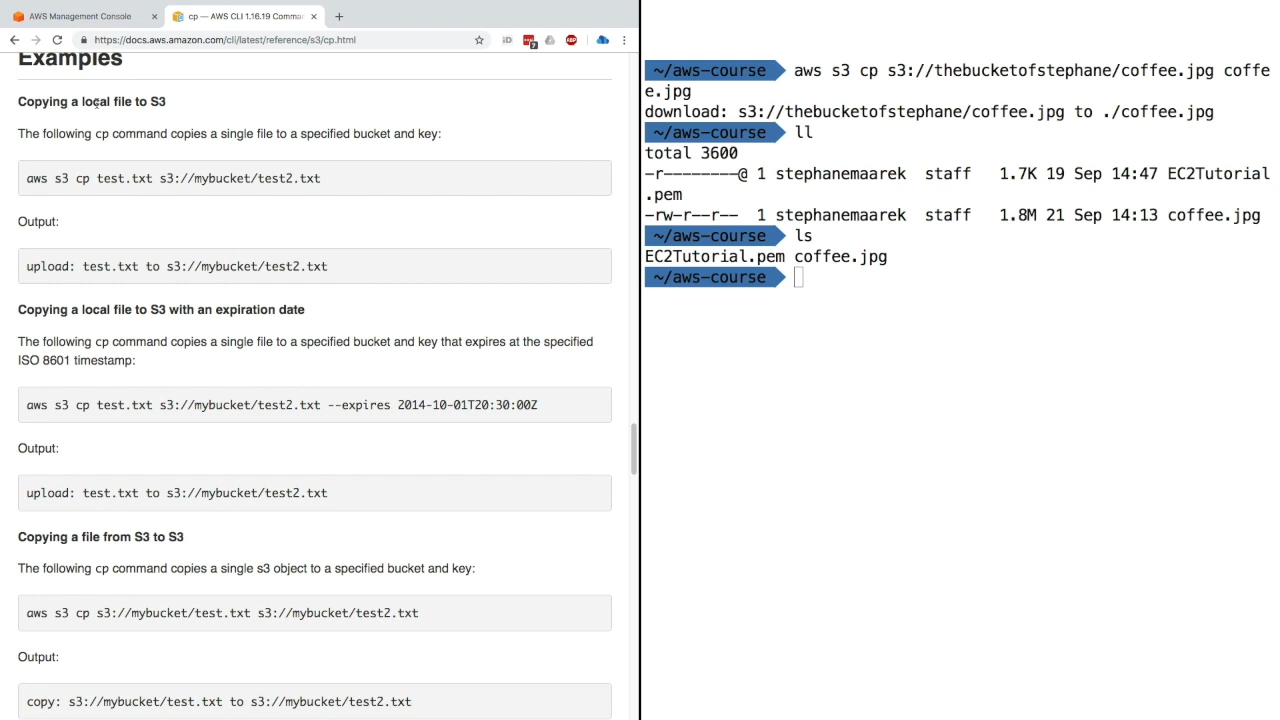 AWS Management Console
cp — AWS CLI 1.16.19 Comma
https://docs.aws.amazon.com/cli/latest/reference/s3/cp.html
iD
7
ABP
Examples
Copying a local file to S3
The following cp command copies a single file to a specified bucket and key:
aws s3 cp test.txt s3://mybucket/test2.txt
Output:
upload: test.txt to s3://mybucket/test2.txt
Copying a local file to S3 with an expiration date
The following cp command copies a single file to a specified bucket and key that expires at the specified
ISO 8601 timestamp:
aws s3 cp test.txt s3://mybucket/test2.txt --expires 2014-10-01T20:30:00Z
Output:
upload: test.txt to s3://mybucket/test2.txt
Copying a file from S3 to S3
The following cp command copies a single s3 object to a specified bucket and key:
aws s3 cp s3://mybucket/test.txt s3://mybucket/test2.txt
Output:
copy: s3://mybucket/test.txt to s3://mybucket/test2.txt
~/aws-course aws s3 cp s3://thebucketofstephane/coffee.jpg coffe
e.jpg
download: s3://thebucketofstephane/coffee.jpg to ./coffee.jpg
~/aws-course ll
total 3600
-r--------@ 1 stephanemaarek staff 1.7K 19 Sep 14:47 EC2Tutorial
.pem
-rw-r--r-- 1 stephanemaarek staff 1.8M 21 Sep 14:13 coffee.jpg
~/aws-course ls
EC2Tutorial.pem coffee.jpg
~/aws-course